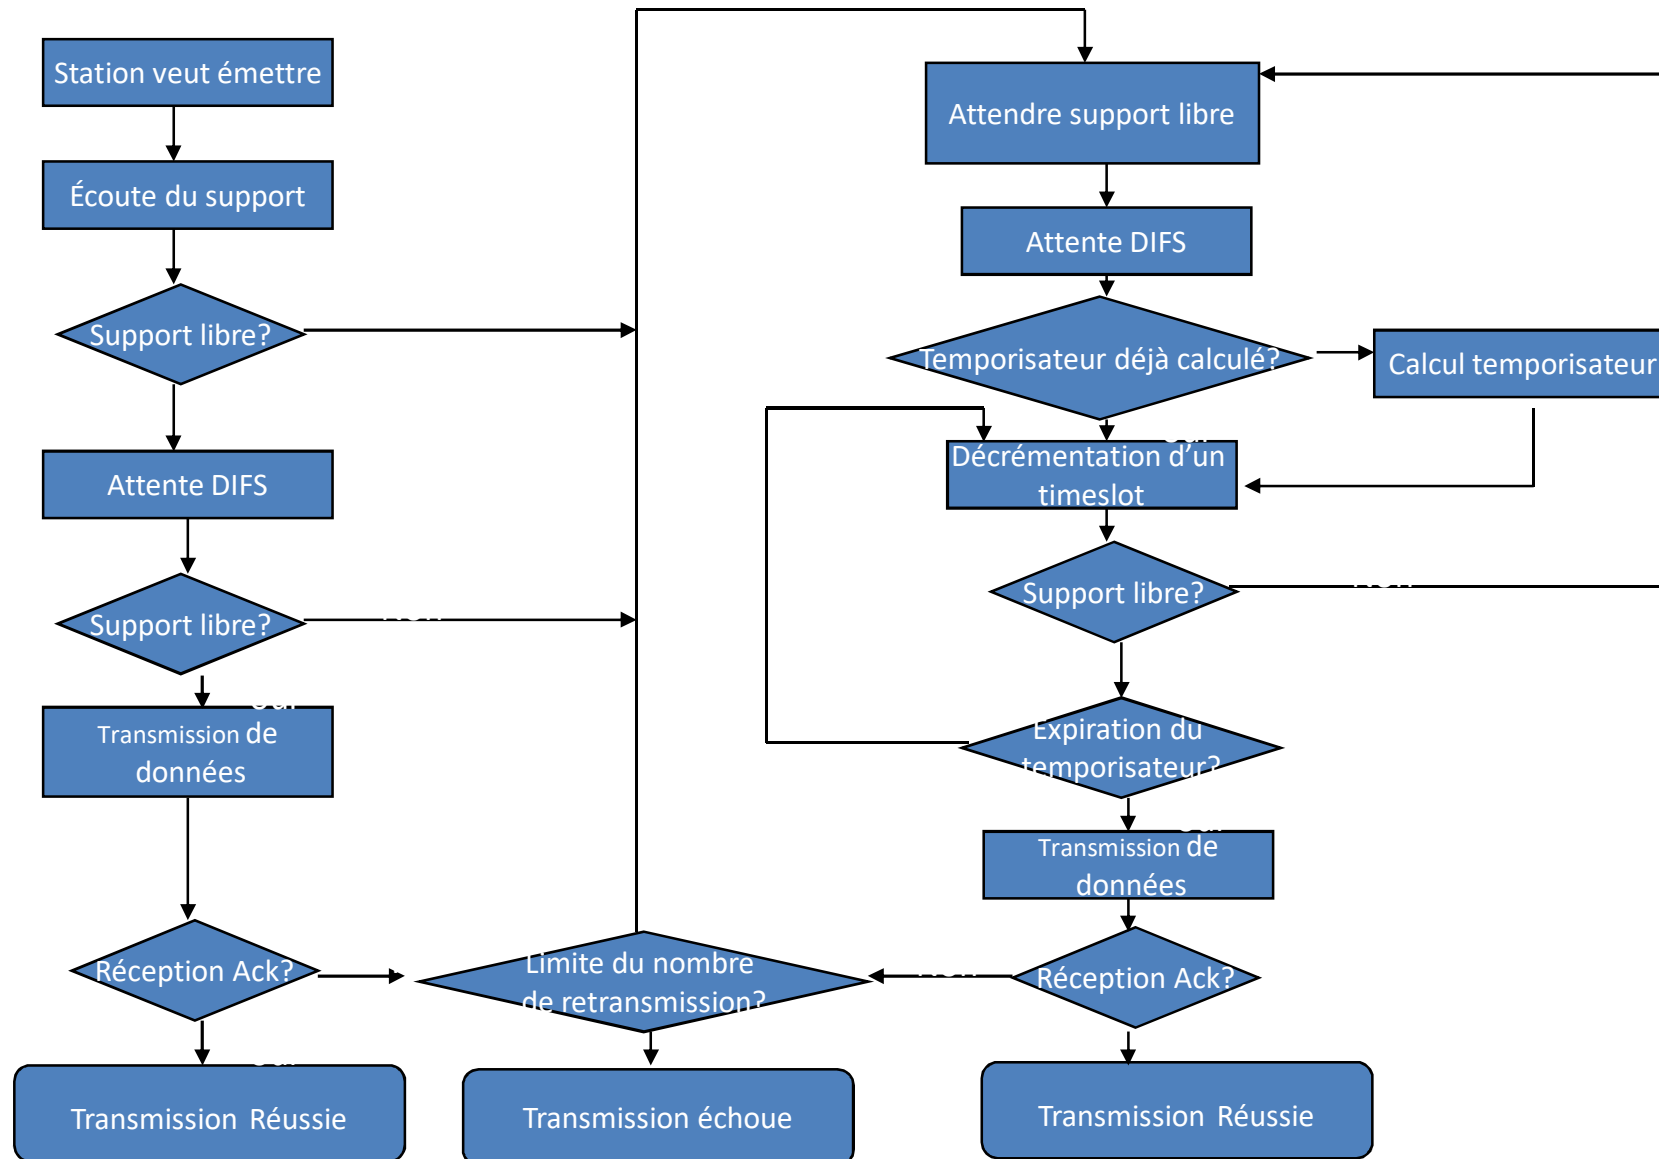 Station veut émettre
Écoute du support
Support libre?
Attente DIFS
Support libre?
Transmission de
données
Réception Ack?
Transmission Réussie
Limite du nombre
de retransmission?
Transmission échoue
Attendre support libre
Attente DIFS
Temporisateur déjà calculé?
Calcul temporisateur
Décrémentation d’un
timeslot
Support libre?
Expiration du
temporisateur?
Transmission de
données
Réception Ack?
Transmission Réussie